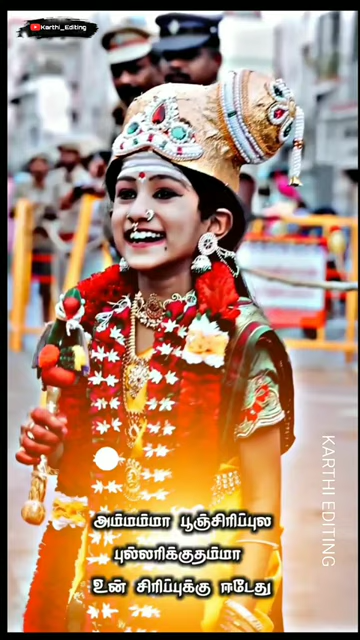 Karthi_Editing
KARTHI EDITING
அம்மம்மா பூஞ்சிரிப்புல
புல்லரிக்குதம்மா
உன் சிரிப்புக்கு ஈடேது